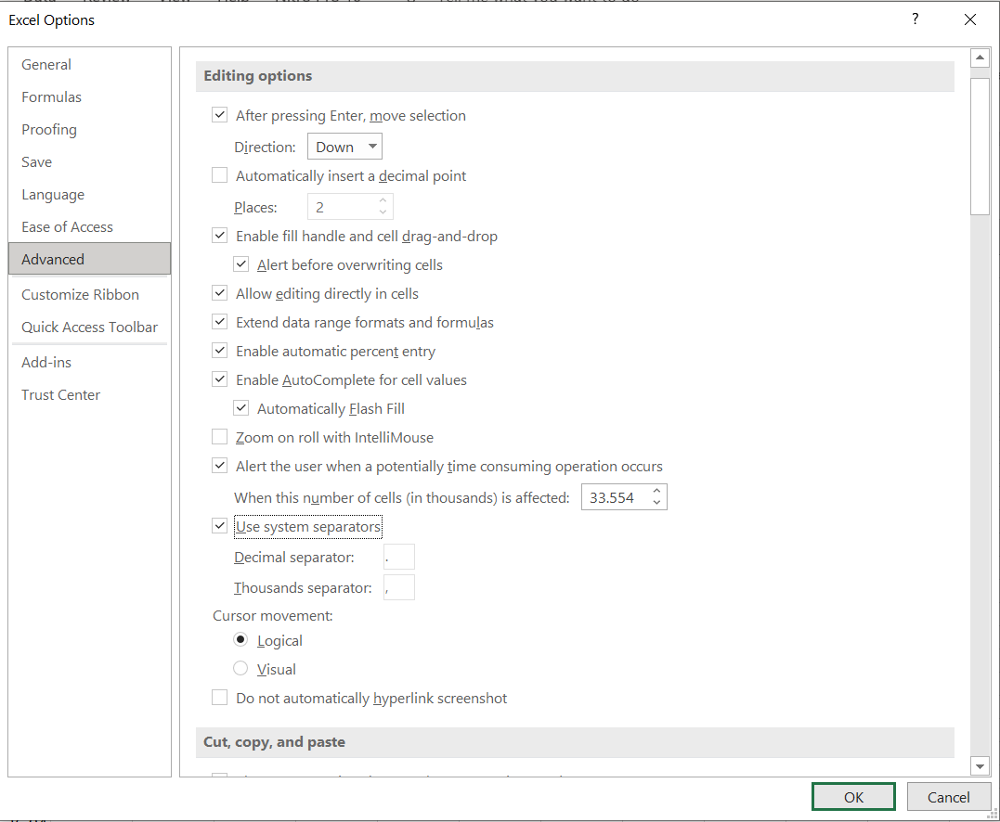 Excel Options
?
General
Formulas
Proofing
Save
Language
Ease of Access
Advanced
Customize Ribbon
Quick Access Toolbar
Add-ins
Trust Center
Editing options
After pressing Enter, move selection
Direction: Down
Automatically insert a decimal point
Places: 2
Enable fill handle and cell drag-and-drop
Alert before overwriting cells
Allow editing directly in cells
Extend data range formats and formulas
Enable automatic percent entry
Enable AutoComplete for cell values
Automatically Flash Fill
Zoom on roll with IntelliMouse
Alert the user when a potentially time consuming operation occurs
When this number of cells (in thousands) is affected: 33.554
Use system separators
Decimal separator: .
Thousands separator: ,
Cursor movement:
Logical
Visual
Do not automatically hyperlink screenshot
Cut, copy, and paste
OK Cancel